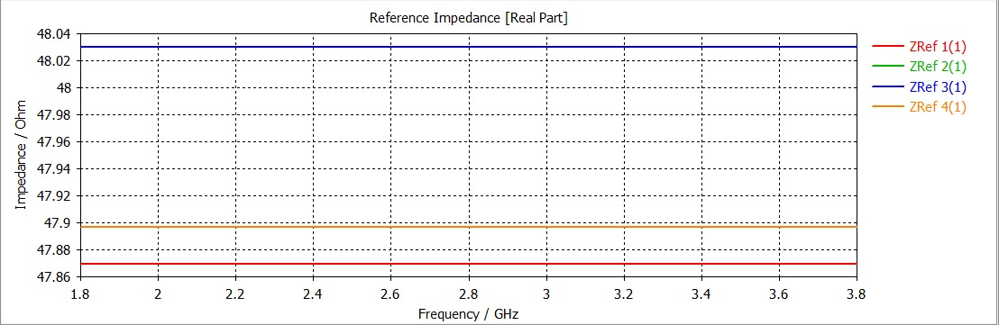 Reference Impedance [Real Part]
48.04
48.02
48
47.98
47.96
47.94
47.92
47.9
47.88
47.86
Impedance / Ohm
1.8 2 2.2 2.4 2.6 2.8 3 3.2 3.4 3.6 3.8
Frequency / GHz
ZRef 1(1)
ZRef 2(1)
ZRef 3(1)
ZRef 4(1)